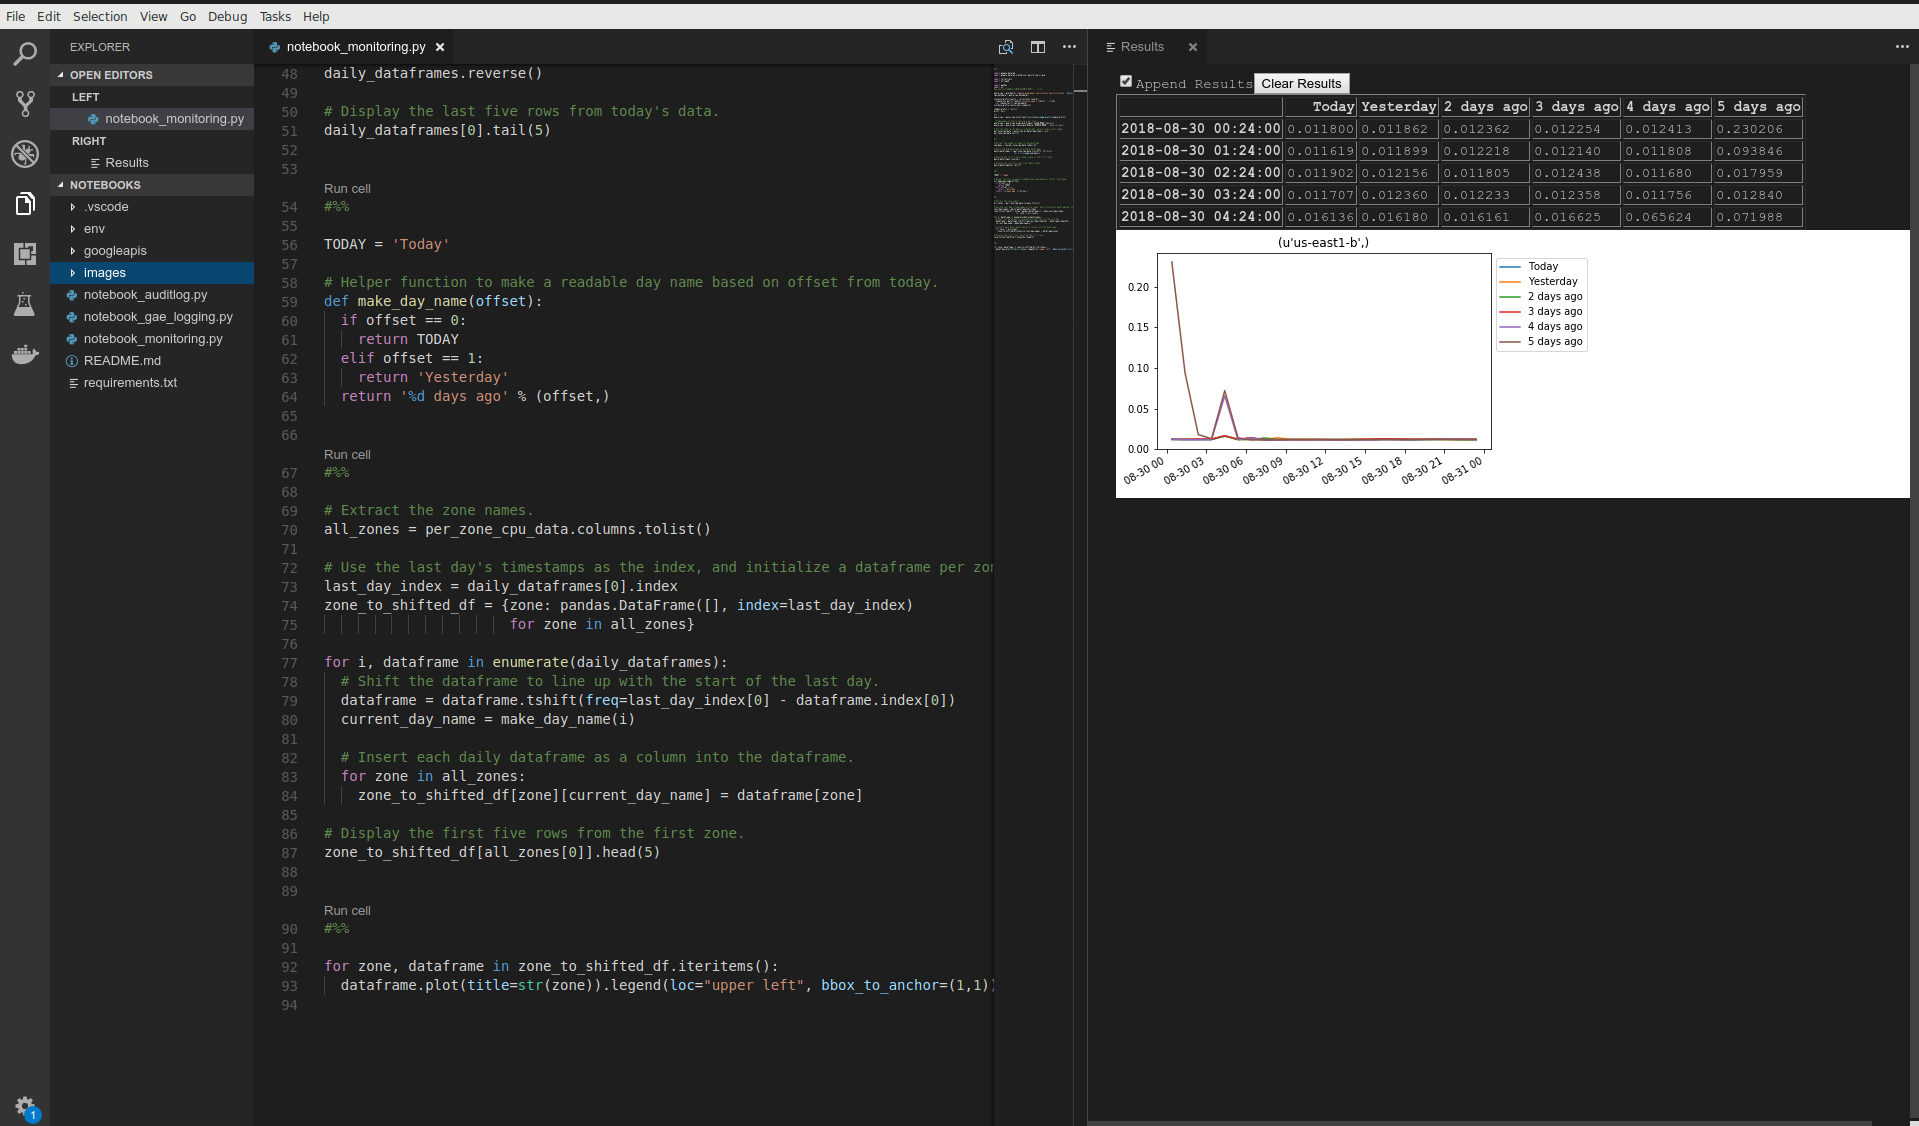 File Edit Selection View Go Debug Tasks Help
EXPLORER
OPEN EDITORS
LEFT
notebook_monitoring.py
RIGHT
Results
NOTEBOOKS
.vscode
env
googleapis
images
notebook_auditlog.py
notebook_gae_logging.py
notebook_monitoring.py
README.md
requirements.txt
1
notebook_monitoring.py
48 daily_dataframes.reverse()
49
50 # Display the last five rows from today's data.
51 daily_dataframes[0].tail(5)
52
53
Run cell
54 #%%
55
56 TODAY = 'Today'
57
58 # Helper function to make a readable day name based on offset from today.
59 def make_day_name(offset):
60 if offset == 0:
61 return TODAY
62 elif offset == 1:
63 return 'Yesterday'
64 return '%d days ago' % (offset,)
65
66
Run cell
67 #%%
68
69 # Extract the zone names.
70 all_zones = per_zone_cpu_data.columns.tolist()
71
72 # Use the last day's timestamps as the index, and initialize a dataframe per zon
73 last_day_index = daily_dataframes[0].index
74 zone_to_shifted_df = {zone: pandas.DataFrame([], index=last_day_index)
75 for zone in all_zones}
76
77 for i, dataframe in enumerate(daily_dataframes):
78 # Shift the dataframe to line up with the start of the last day.
79 dataframe = dataframe.tshift(freq=last_day_index[0] - dataframe.index[0])
80 current_day_name = make_day_name(i)
81
82 # Insert each daily dataframe as a column into the dataframe.
83 for zone in all_zones:
84 zone_to_shifted_df[zone][current_day_name] = dataframe[zone]
85
86 # Display the first five rows from the first zone.
87 zone_to_shifted_df[all_zones[0]].head(5)
88
89
Run cell
90 #%%
91
92 for zone, dataframe in zone_to_shifted_df.iteritems():
93 dataframe.plot(title=str(zone)).legend(loc="upper left", bbox_to_anchor=(1,1))
94
Results
Append Results Clear Results
Today Yesterday 2 days ago 3 days ago 4 days ago 5 days ago
2018-08-30 00:24:00 0.011800 0.011862 0.012362 0.012254 0.012413 0.230206
2018-08-30 01:24:00 0.011619 0.011899 0.012218 0.012140 0.011808 0.093846
2018-08-30 02:24:00 0.011902 0.012156 0.011805 0.012438 0.011680 0.017959
2018-08-30 03:24:00 0.011707 0.012360 0.012233 0.012358 0.011756 0.012840
2018-08-30 04:24:00 0.016136 0.016180 0.016161 0.016625 0.065624 0.071988
(u'us-east1-b',)
0.20
0.15
0.10
0.05
0.00
08-30 00 08-30 03 08-30 06 08-30 09 08-30 12 08-30 15 08-30 18 08-30 21 08-31 00
Today
Yesterday
2 days ago
3 days ago
4 days ago
5 days ago